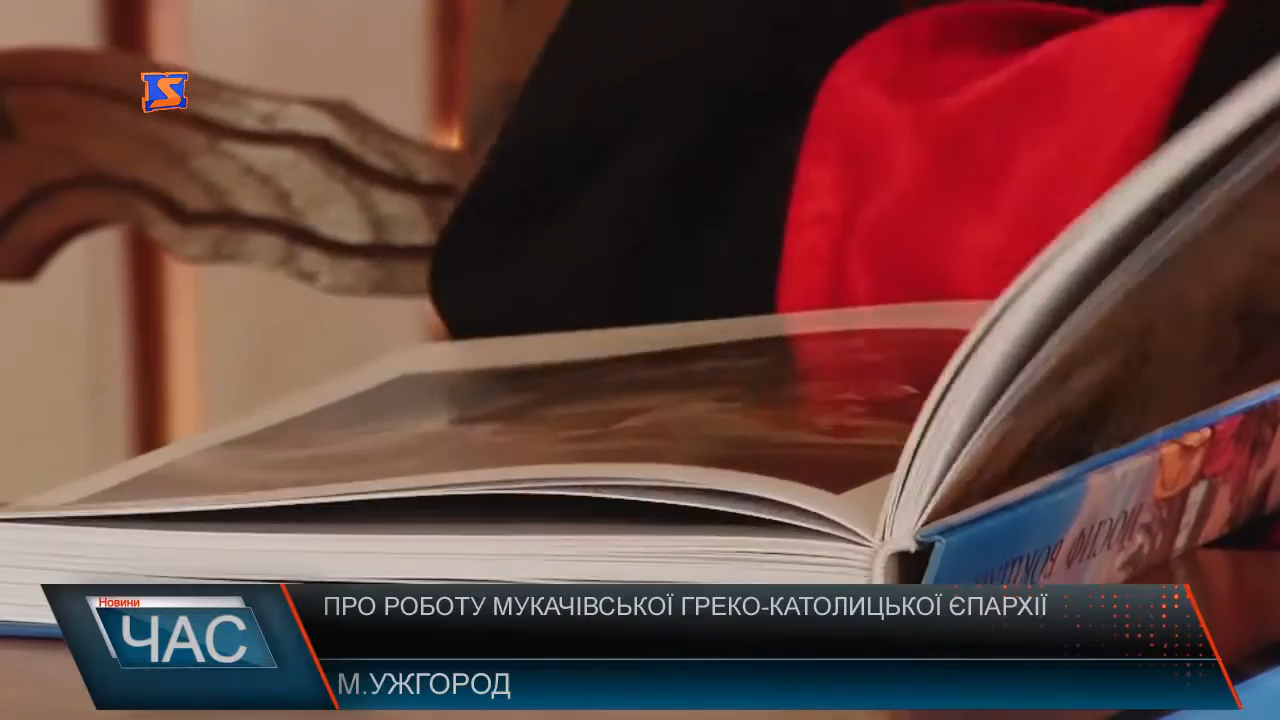 Новини
ЧАС
ПРО РОБОТУ МУКАЧІВСЬКОЇ ГРЕКО-КАТОЛИЦЬКОЇ ЄПАРХІЇ
М.УЖГОРОД